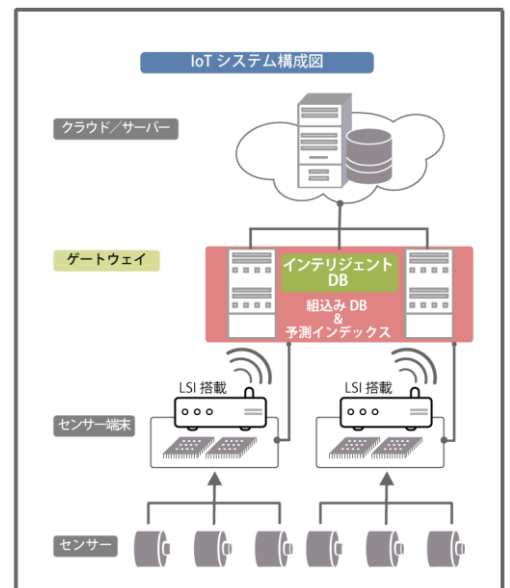 IoT システム構成図
クラウド／サーバー
ゲートウェイ
インテリジェント
DB
組込み DB
&
予測インデックス
LSI 搭載
LSI 搭載
センサー端末
センサー